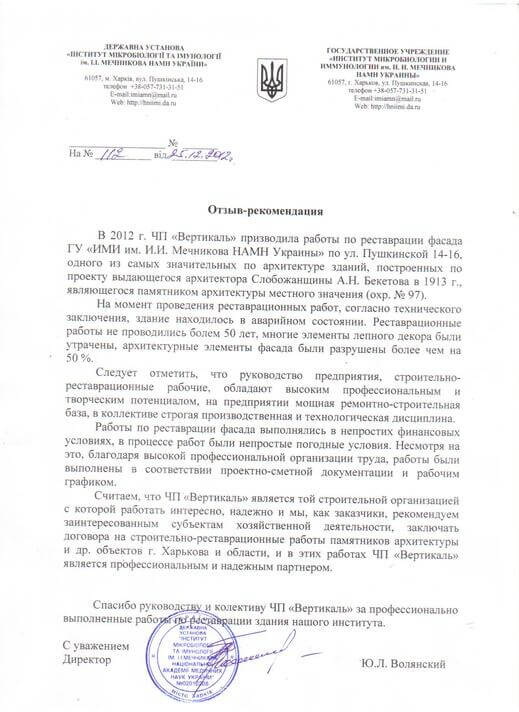 ДЕРЖАВНА УСТАНОВА
«ІНСТИТУТ МІКРОБІОЛОГІЇ ТА ІМУНОЛОГІЇ
ім. І.І. МЕЧНИКОВА НАМН УКРАЇНИ»
61057, м. Харків, вул. Пушкінська, 14-16
телефон +38-057-731-31-51
E-mail:imiamn@mail.ru
Web: http://hniimi.da.ru
ГОСУДАРСТВЕННОЕ УЧРЕЖДЕНИЕ
«ИНСТИТУТ МИКРОБИОЛОГИИ И
ИММУНОЛОГИИ им. И. И. МЕЧНИКОВА
НАМН УКРАИНЫ»
61057, г. Харьков, ул. Пушкинская, 14-16
телефон +38-057-731-31-51
E-mail:imiamn@mail.ru
Web: http://hniimi.da.ru
№
На № 112 від 25.12.2012г.
Отзыв-рекомендация
В 2012 г. ЧП «Вертикаль» призводила работы по реставрации фасада
ГУ «ИМИ им. И.И. Мечникова НАМН Украины» по ул. Пушкинской 14-16,
одного из самых значительных по архитектуре зданий, построенных по
проекту выдающегося архитектора Слобожанщины А.Н. Бекетова в 1913 г.,
являющегося памятником архитектуры местного значения (охр. № 97).
На момент проведения реставрационных работ, согласно технического
заключения, здание находилось в аварийном состоянии. Реставрационные
работы не проводились болем 50 лет, многие элементы лепного декора были
утрачены, архитектурные элементы фасада были разрушены более чем на
50 %.
Следует отметить, что руководство предприятия, строительно-
реставрационные рабочие, обладают высоким профессиональным и
творческим потенциалом, на предприятии мощная ремонтно-строительная
база, в коллективе строгая производственная и технологическая дисциплина.
Работы по реставрации фасада выполнялись в непростих финансовых
условиях, в процессе работ были непростые погодные условия. Несмотря на
это, благодаря высокой профессиональной организации труда, работы были
выполнены в соответствии проектно-сметной документации и рабочим
графиком.
Считаем, что ЧП «Вертикаль» является той строительной организацией
с которой работать интересно, надежно и мы, как заказчики, рекомендуем
заинтересованным субъектам хозяйственной деятельности, заключать
договора на строительно-реставрационные работы памятников архитектуры
и др. объектов г. Харькова и области, и в этих работах ЧП «Вертикаль»
является профессиональным и надежным партнером.
Спасибо руководству и колективу ЧП «Вертикаль» за профессионально
выполненные работы по реставрации здания нашего института.
С уважением
Директор
Ю.Л. Волянский
ДЕРЖАВНА
УСТАНОВА
"ІНСТИТУТ
МІКРОБІОЛОГІЇ
ТА ІМУНОЛОГІЇ
ІМ. І.І МЕЧНИКОВА
НАЦІОНАЛЬНОЇ
АКАДЕМІЇ МЕДИЧНИХ
НАУК УКРАЇНИ"
місто Харків